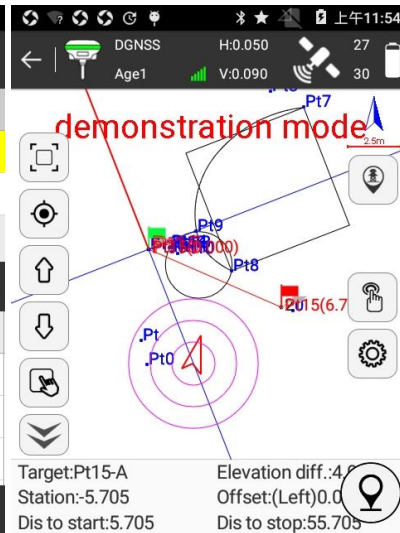 上午11:54
DGNSS H:0.050 27
Age1 V:0.090 30
demonstration mode
Pt7
2.5m
Pt9
Pt8
Pt15(6.7
Pt
Pt0
Target:Pt15-A Elevation diff.:4.
Station:-5.705 Offset:(Left)0.0
Dis to start:5.705 Dis to stop:55.705